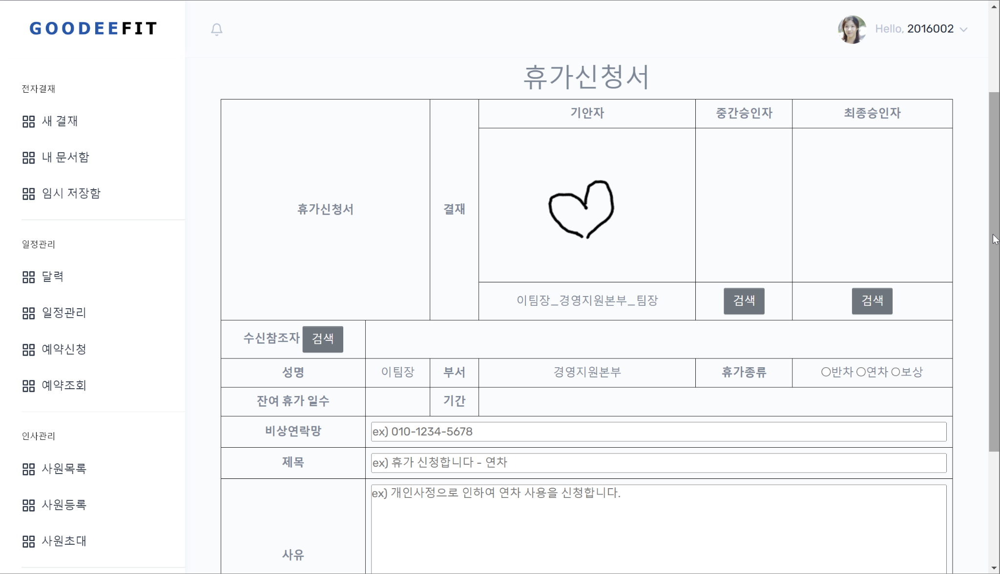 GOODEEFIT
Hello, 2016002
전자결재
새 결재
내 문서함
임시 저장함
일정관리
달력
일정관리
예약신청
예약조회
인사관리
사원목록
사원등록
사원초대
휴가신청서
휴가신청서 결재 기안자 중간승인자 최종승인자
이팀장_경영지원본부_팀장 검색 검색
수신참조자 검색
성명 이팀장 부서 경영지원본부 휴가종류 반차 연차 보상
잔여 휴가 일수 기간
비상연락망 ex) 010-1234-5678
제목 ex) 휴가 신청합니다 - 연차
사유 ex) 개인사정으로 인하여 연차 사용을 신청합니다.